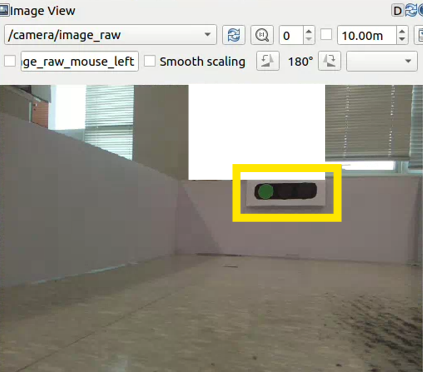 Image View
D
/camera/image_raw
0
10.00m
ge_raw_mouse_left
Smooth scaling
180°